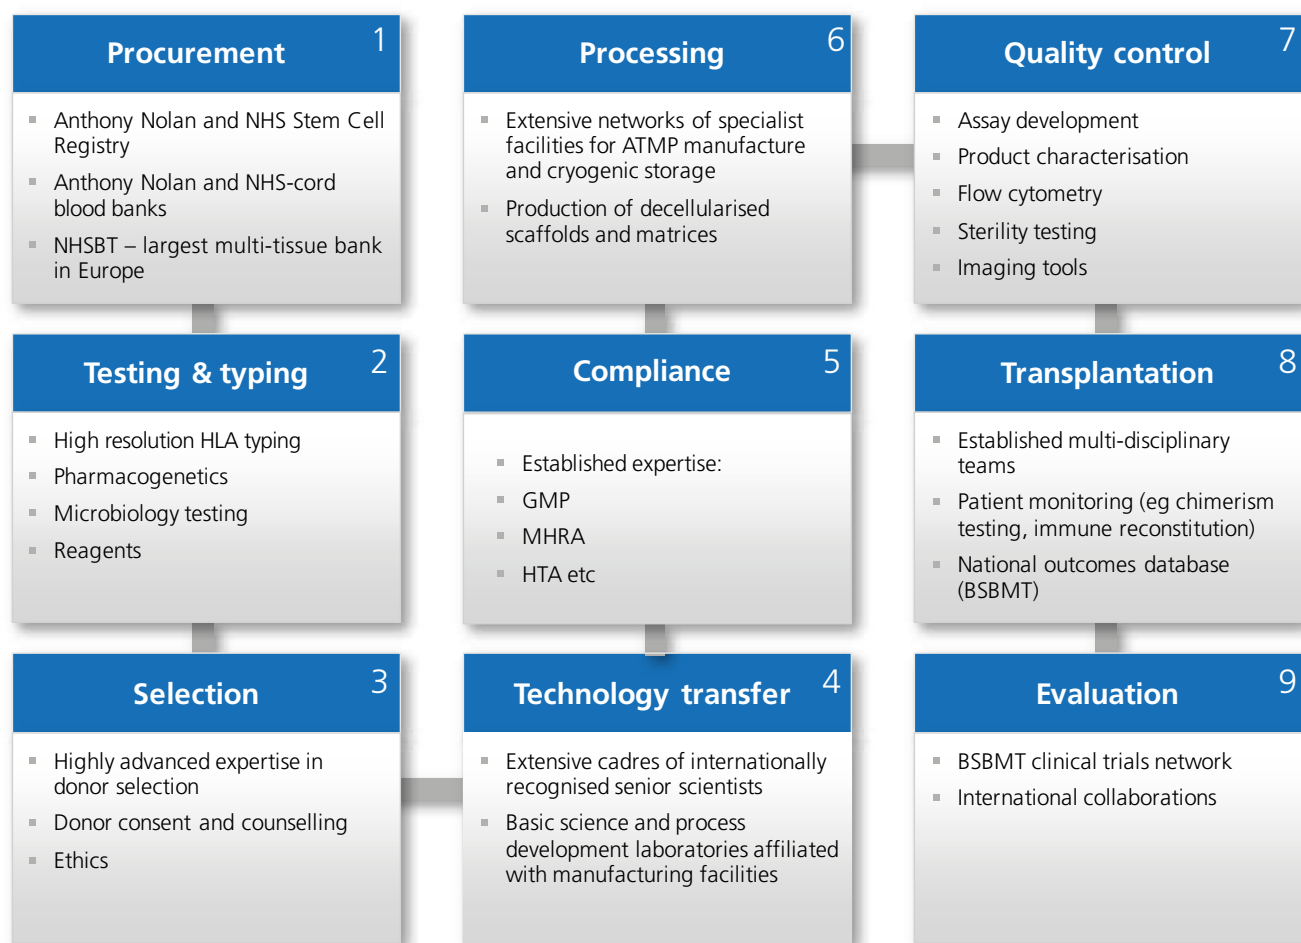 Procurement 1
Anthony Nolan and NHS Stem Cell
Registry
Anthony Nolan and NHS-cord
blood banks
NHSBT – largest multi-tissue bank
in Europe
Testing & typing 2
High resolution HLA typing
Pharmacogenetics
Microbiology testing
Reagents
Selection 3
Highly advanced expertise in
donor selection
Donor consent and counselling
Ethics
Technology transfer 4
Extensive cadres of internationally
recognised senior scientists
Basic science and process
development laboratories affiliated
with manufacturing facilities
Compliance 5
Established expertise:
GMP
MHRA
HTA etc
Processing 6
Extensive networks of specialist
facilities for ATMP manufacture
and cryogenic storage
Production of decellularised
scaffolds and matrices
Quality control 7
Assay development
Product characterisation
Flow cytometry
Sterility testing
Imaging tools
Transplantation 8
Established multi-disciplinary
teams
Patient monitoring (eg chimerism
testing, immune reconstitution)
National outcomes database
(BSBMT)
Evaluation 9
BSBMT clinical trials network
International collaborations